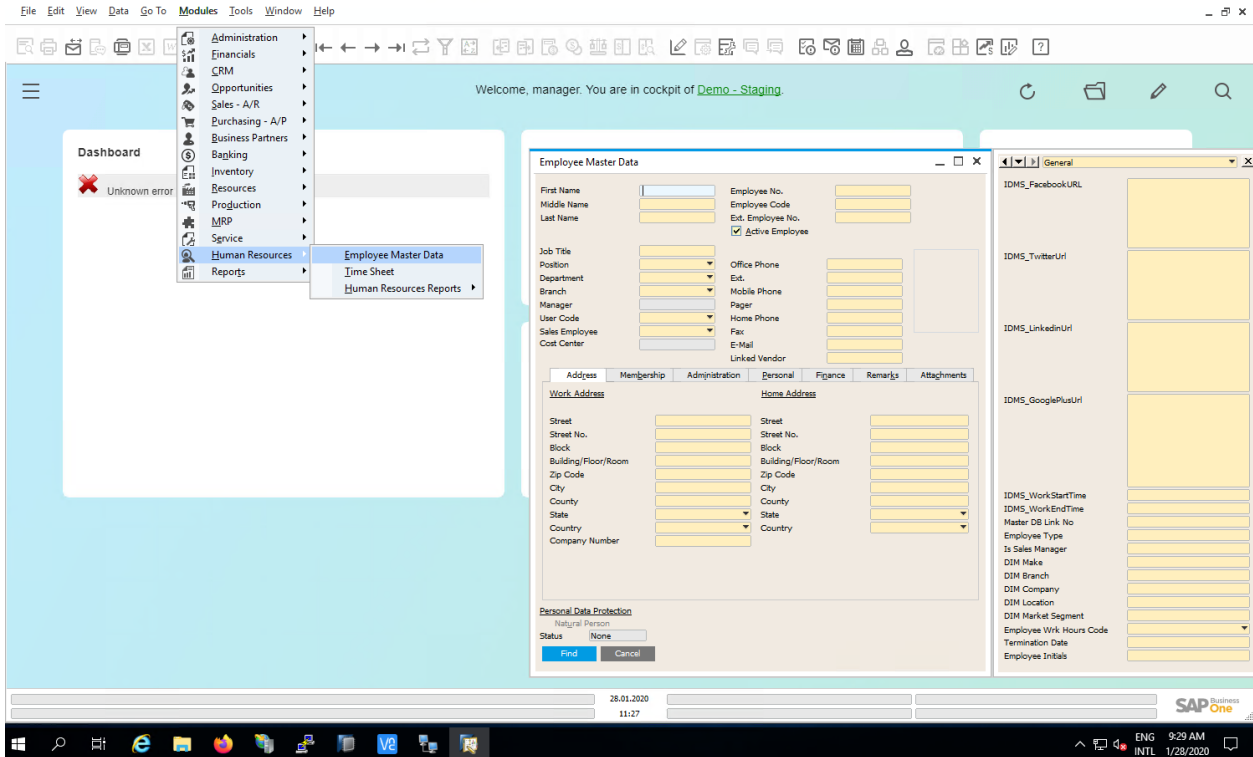 File Edit View Data Go To Modules Tools Window Help
Administration
Financials
CRM
Opportunities
Sales - A/R
Purchasing - A/P
Business Partners
Banking
Inventory
Resources
Production
MRP
Service
Human Resources
Reports
Employee Master Data
Time Sheet
Human Resources Reports
Welcome, manager. You are in cockpit of Demo - Staging.
Dashboard
Unknown error
Employee Master Data
First Name
Middle Name
Last Name
Employee No.
Employee Code
Ext. Employee No.
Active Employee
Job Title
Position
Department
Branch
Manager
User Code
Sales Employee
Cost Center
Office Phone
Ext.
Mobile Phone
Pager
Home Phone
Fax
E-Mail
Linked Vendor
Address Membership Administration Personal Finance Remarks Attachments
Work Address
Street
Street No.
Block
Building/Floor/Room
Zip Code
City
County
State
Country
Company Number
Home Address
Street
Street No.
Block
Building/Floor/Room
Zip Code
City
County
State
Country
Personal Data Protection
Natural Person
Status None
Find Cancel
General
IDMS_FacebookURL
IDMS_TwitterUrl
IDMS_LinkedinUrl
IDMS_GooglePlusUrl
IDMS_WorkStartTime
IDMS_WorkEndTime
Master DB Link No
Employee Type
Is Sales Manager
DIM Make
DIM Branch
DIM Company
DIM Location
DIM Market Segment
Employee Wrk Hours Code
Termination Date
Employee Initials
28.01.2020
11:27
SAP Business One
ENG 9:29 AM
INTL 1/28/2020